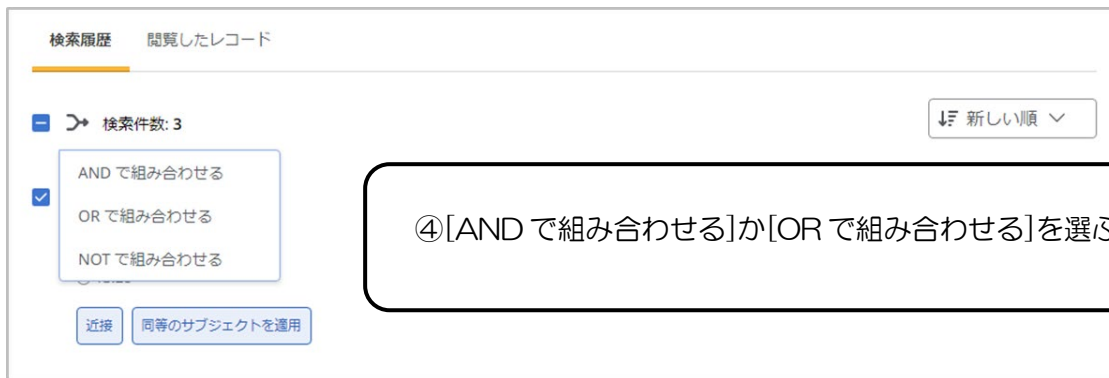 検索履歴 閲覧したレコード
検索件数: 3
新しい順
AND で組み合わせる
OR で組み合わせる
NOT で組み合わせる
④[AND で組み合わせる]か[OR で組み合わせる]を選ぶ
近接 同等のサブジェクトを適用